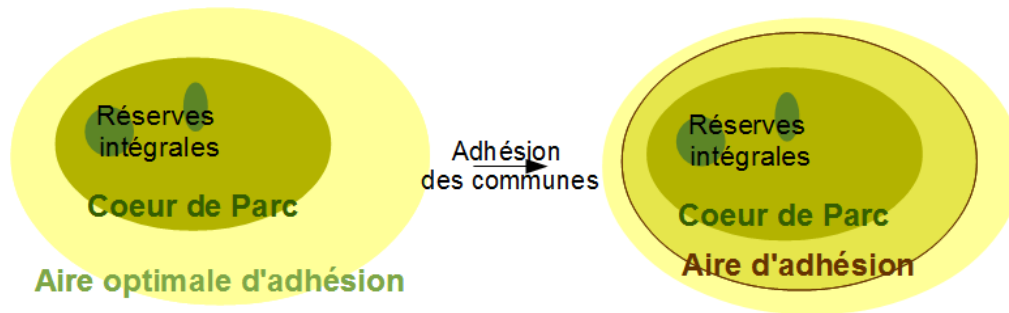 Réserves
intégrales
Coeur de Parc
Aire optimale d'adhésion
Adhésion
des communes
Réserves
intégrales
Coeur de Parc
Aire d'adhésion